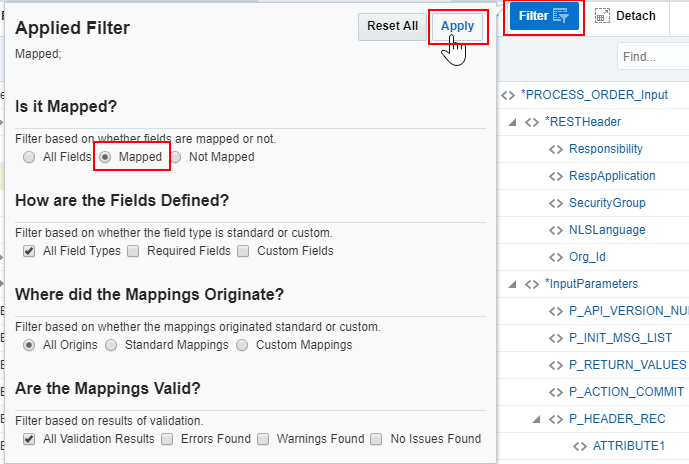 Applied Filter
Reset All
Apply
Filter
Detach
Mapped;
Find...
Is it Mapped?
Filter based on whether fields are mapped or not.
All Fields Mapped Not Mapped
How are the Fields Defined?
Filter based on whether the field type is standard or custom.
All Field Types Required Fields Custom Fields
Where did the Mappings Originate?
Filter based on whether the mappings originated standard or custom.
All Origins Standard Mappings Custom Mappings
Are the Mappings Valid?
Filter based on results of validation.
All Validation Results Errors Found Warnings Found No Issues Found
*PROCESS_ORDER_Input
*RESTHeader
Responsibility
RespApplication
SecurityGroup
NLSLanguage
Org_Id
*InputParameters
P_API_VERSION_NU
P_INIT_MSG_LIST
P_RETURN_VALUES
P_ACTION_COMMIT
P_HEADER_REC
ATTRIBUTE1